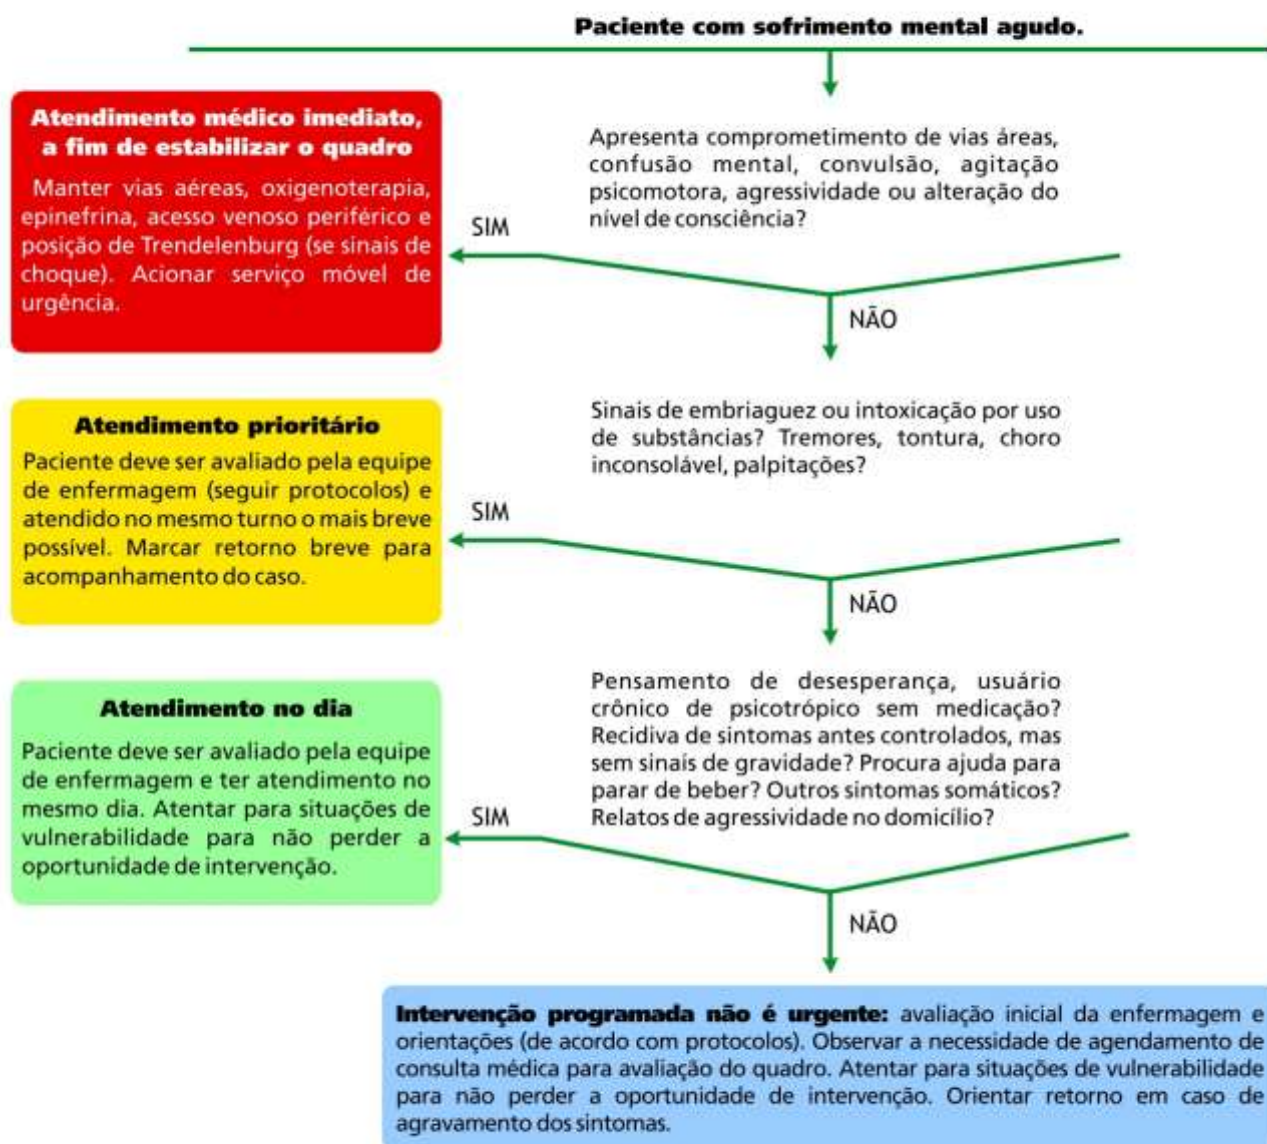 Paciente com sofrimento mental agudo.
Atendimento médico imediato,
a fim de estabilizar o quadro
Manter vias aéreas, oxigenoterapia,
epinefrina, acesso venoso periférico e
posição de Trendelenburg (se sinais de
choque). Acionar serviço móvel de
urgência.
Apresenta comprometimento de vias áreas,
confusão mental, convulsão, agitação
psicomotora, agressividade ou alteração do
nível de consciência?
SIM
NÃO
Atendimento prioritário
Paciente deve ser avaliado pela equipe
de enfermagem (seguir protocolos) e
atendido no mesmo turno o mais breve
possível. Marcar retorno breve para
acompanhamento do caso.
Sinais de embriaguez ou intoxicação por uso
de substâncias? Tremores, tontura, choro
inconsolável, palpitações?
SIM
NÃO
Atendimento no dia
Paciente deve ser avaliado pela equipe
de enfermagem e ter atendimento no
mesmo dia. Atentar para situações de
vulnerabilidade para não perder a
oportunidade de intervenção.
Pensamento de desesperança, usuário
crônico de psicotrópico sem medicação?
Recidiva de sintomas antes controlados, mas
sem sinais de gravidade? Procura ajuda para
parar de beber? Outros sintomas somáticos?
Relatos de agressividade no domicílio?
SIM
NÃO
Intervenção programada não é urgente: avaliação inicial da enfermagem e
orientações (de acordo com protocolos). Observar a necessidade de agendamento de
consulta médica para avaliação do quadro. Atentar para situações de vulnerabilidade
para não perder a oportunidade de intervenção. Orientar retorno em caso de
agravamento dos sintomas.